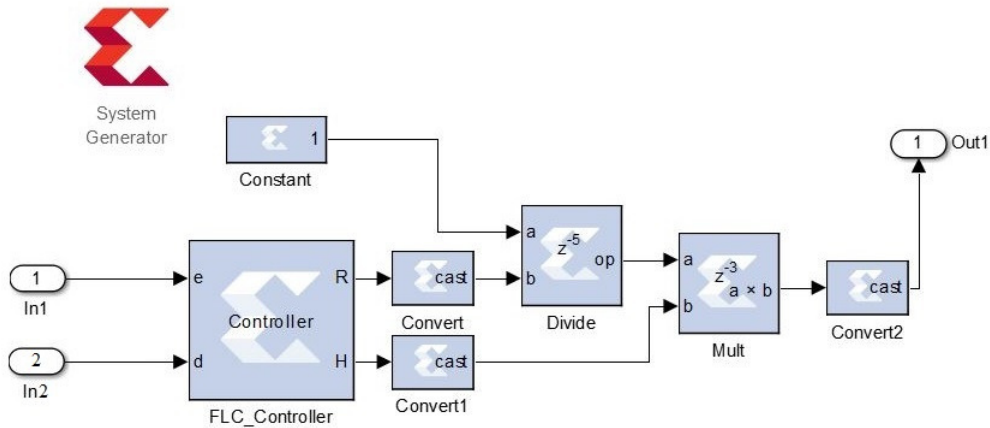 System
Generator
1
Constant
1
Out1
a
z-5
op
b
Divide
1
In1
e
R
cast
Convert
Controller
2
In2
d
H
cast
Convert1
FLC_Controller
a
z-3
a × b
b
Mult
cast
Convert2